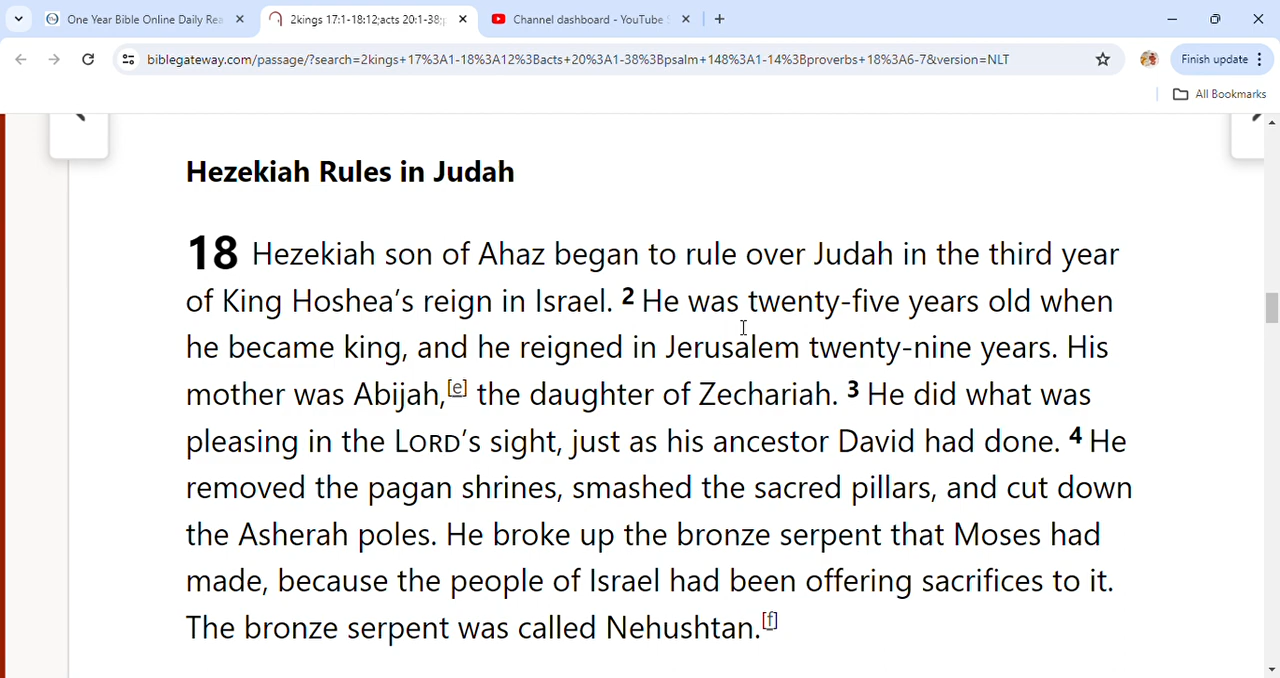 One Year Bible Online Daily Rea
2kings 17:1-18:12;acts 20:1-38;
Channel dashboard - YouTube
biblegateway.com/passage/?search=2kings+17%3A1-18%3A12%3Bacts+20%3A1-38%3Bpsalm+148%3A1-14%3Bproverbs+18%3A6-7&version=NLT
Finish update
All Bookmarks
Hezekiah Rules in Judah
18 Hezekiah son of Ahaz began to rule over Judah in the third year
of King Hoshea’s reign in Israel. 2 He was twenty-five years old when
he became king, and he reigned in Jerusalem twenty-nine years. His
mother was Abijah,[e] the daughter of Zechariah. 3 He did what was
pleasing in the LORD’s sight, just as his ancestor David had done. 4 He
removed the pagan shrines, smashed the sacred pillars, and cut down
the Asherah poles. He broke up the bronze serpent that Moses had
made, because the people of Israel had been offering sacrifices to it.
The bronze serpent was called Nehushtan.[f]